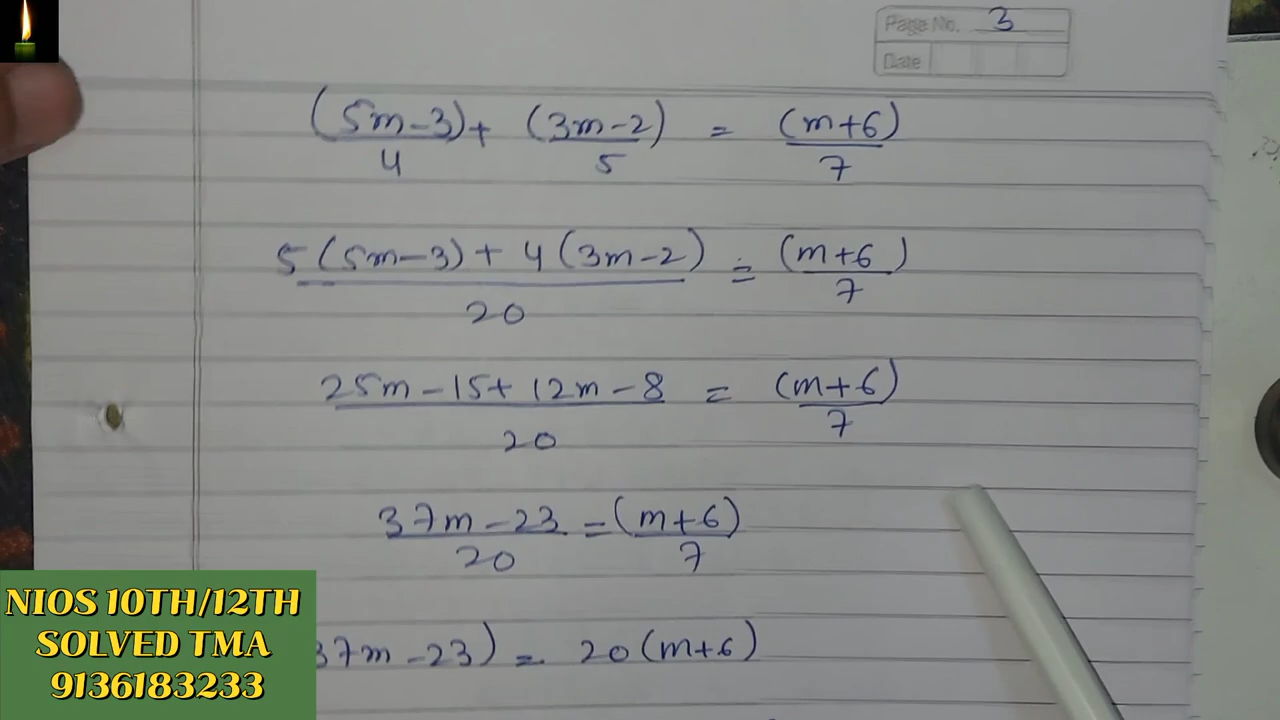 Page No. 3
Date
(5m-3)/4 + (3m-2)/5 = (m+6)/7
5(5m-3) + 4(3m-2)/20 = (m+6)/7
25m-15+12m-8/20 = (m+6)/7
37m-23/20 = (m+6)/7
37m-23) = 20(m+6)
NIOS 10TH/12TH
SOLVED TMA
9136183233